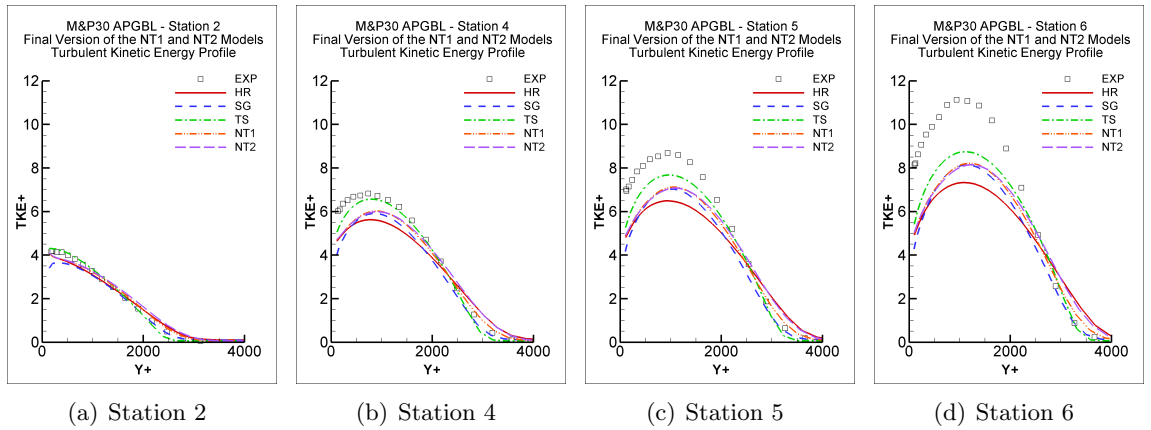 M&P30 APGBL - Station 2
Final Version of the NT1 and NT2 Models
Turbulent Kinetic Energy Profile
EXP
HR
SG
TS
NT1
NT2
12
10
8
6
4
2
0
TKE+
0
2000
4000
Y+
(a) Station 2
M&P30 APGBL - Station 4
Final Version of the NT1 and NT2 Models
Turbulent Kinetic Energy Profile
EXP
HR
SG
TS
NT1
NT2
12
10
8
6
4
2
0
TKE+
0
2000
4000
Y+
(b) Station 4
M&P30 APGBL - Station 5
Final Version of the NT1 and NT2 Models
Turbulent Kinetic Energy Profile
EXP
HR
SG
TS
NT1
NT2
12
10
8
6
4
2
0
TKE+
0
2000
4000
Y+
(c) Station 5
M&P30 APGBL - Station 6
Final Version of the NT1 and NT2 Models
Turbulent Kinetic Energy Profile
EXP
HR
SG
TS
NT1
NT2
12
10
8
6
4
2
0
TKE+
0
2000
4000
Y+
(d) Station 6